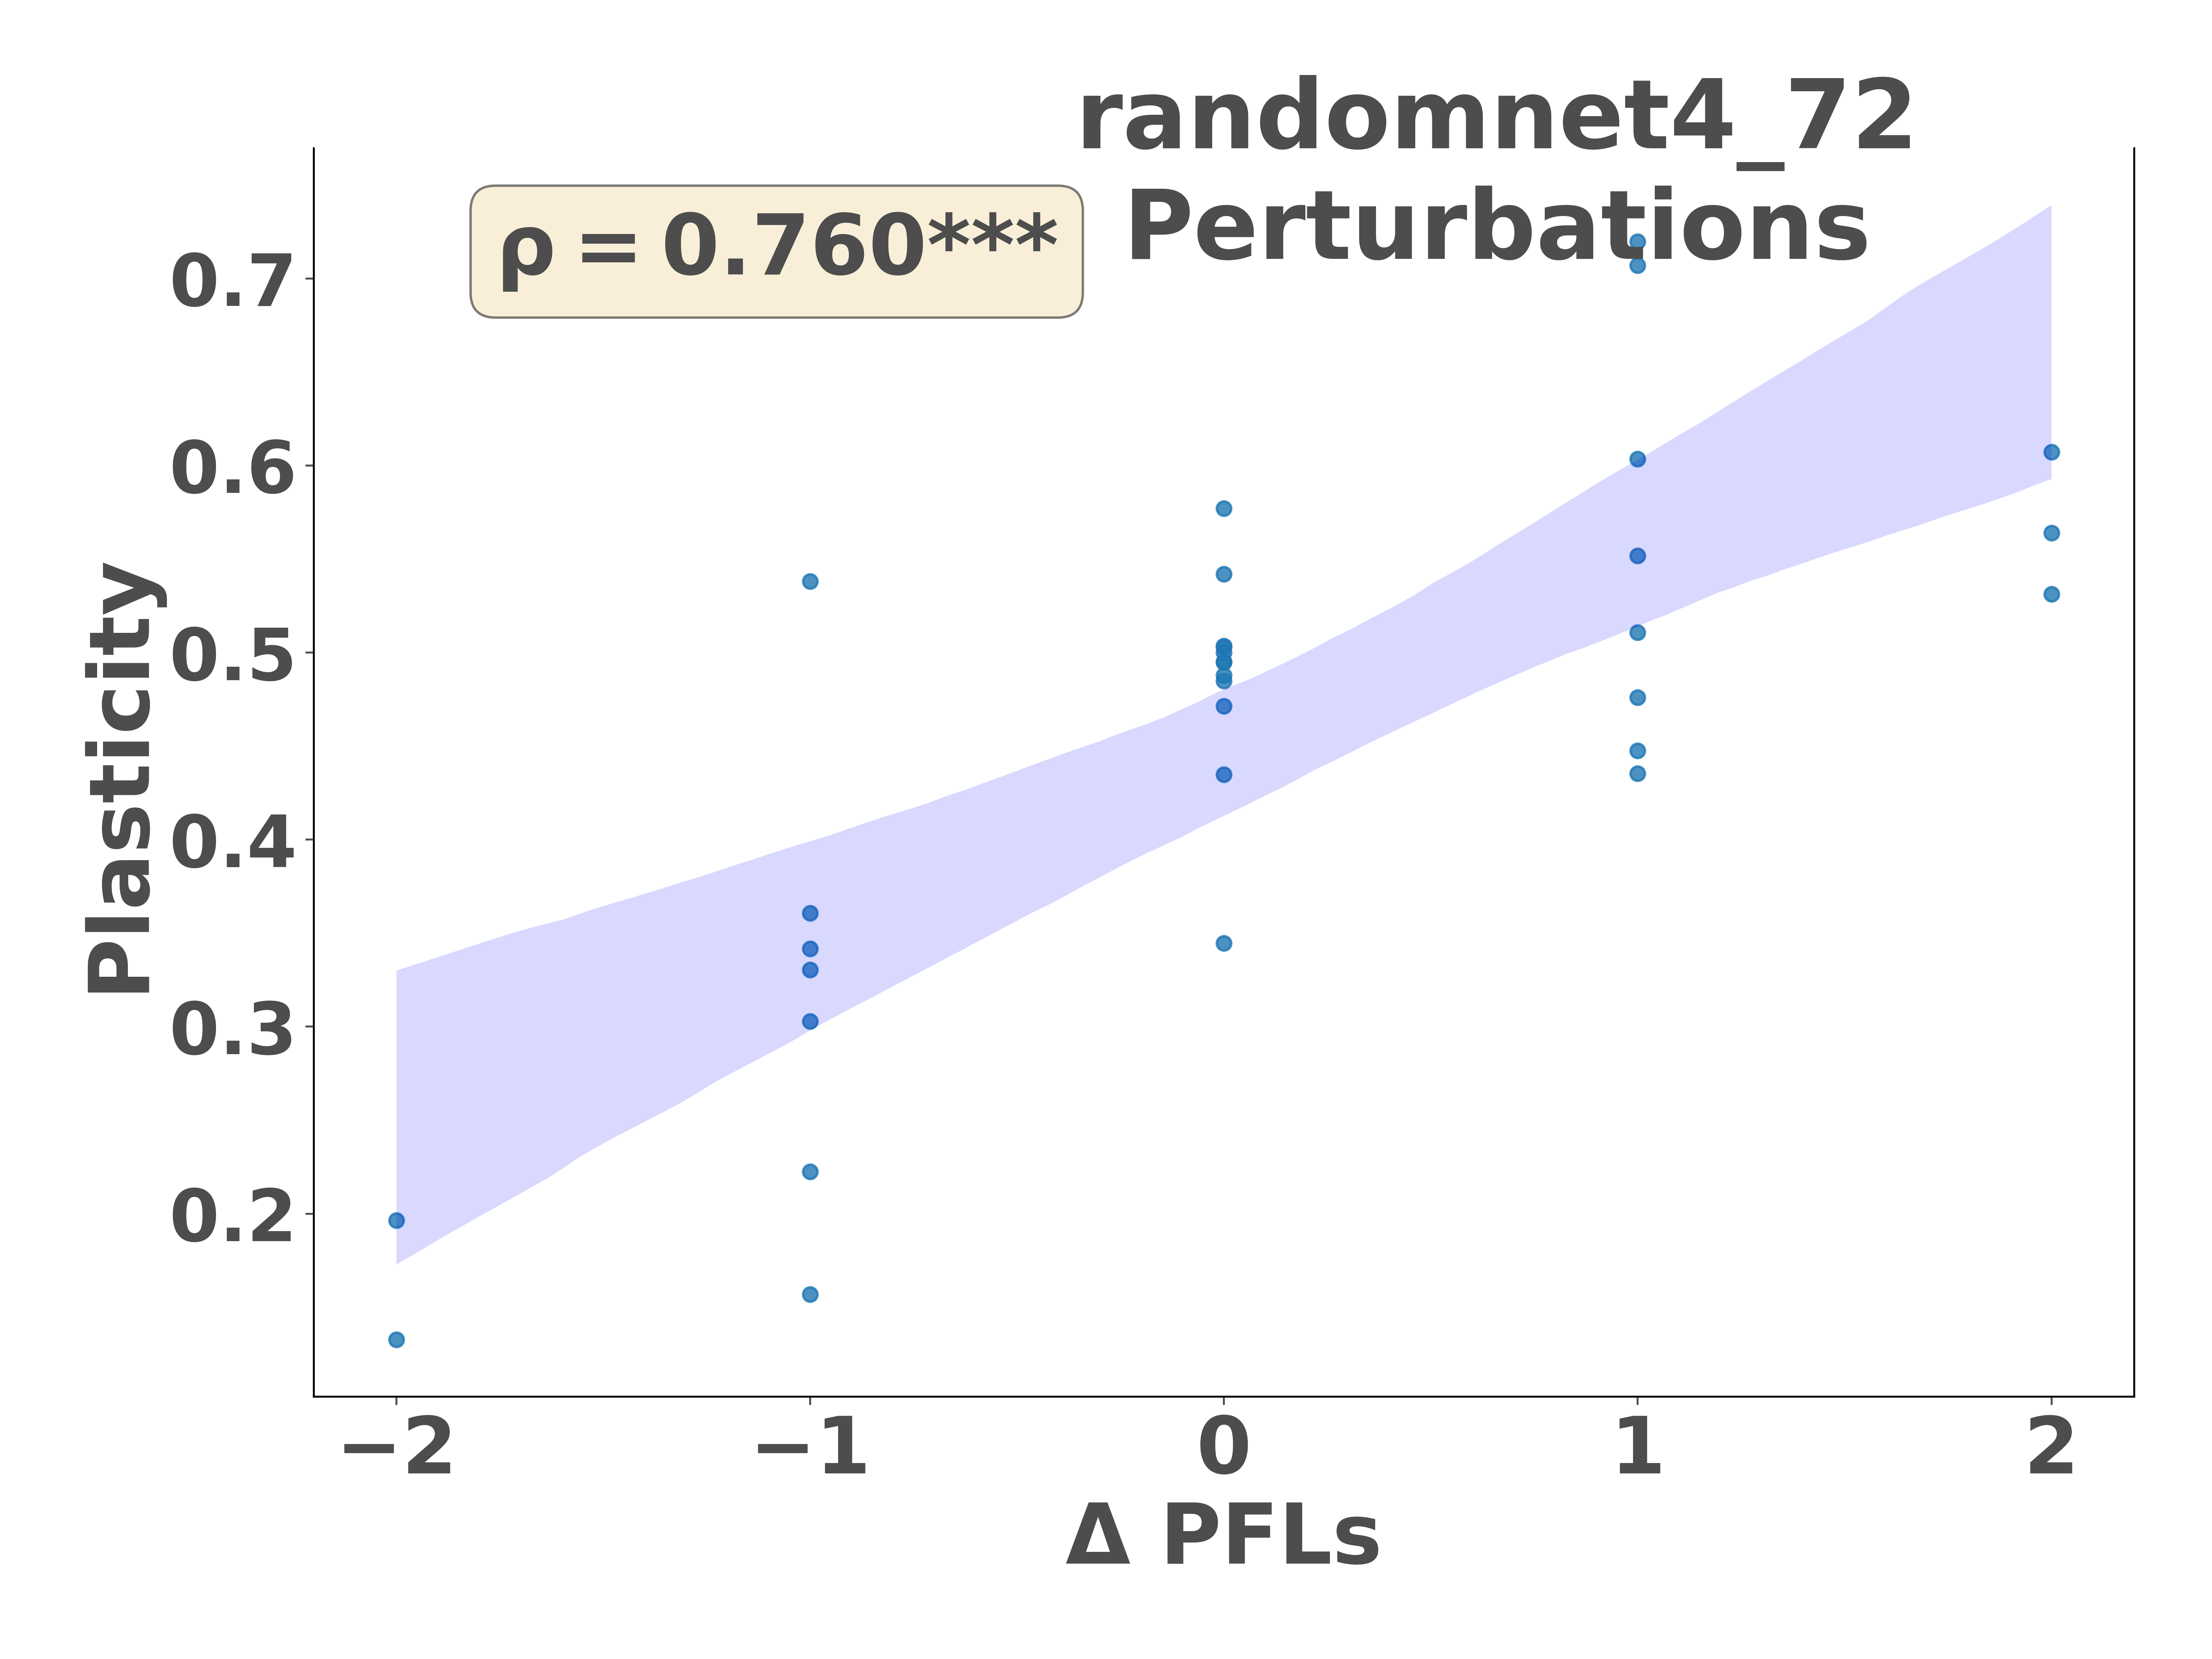 randomnet4_72
Perturbations
ρ = 0.760***
Plasticity
0.7
0.6
0.5
0.4
0.3
0.2
−2 −1 0 1 2
Δ PFLs